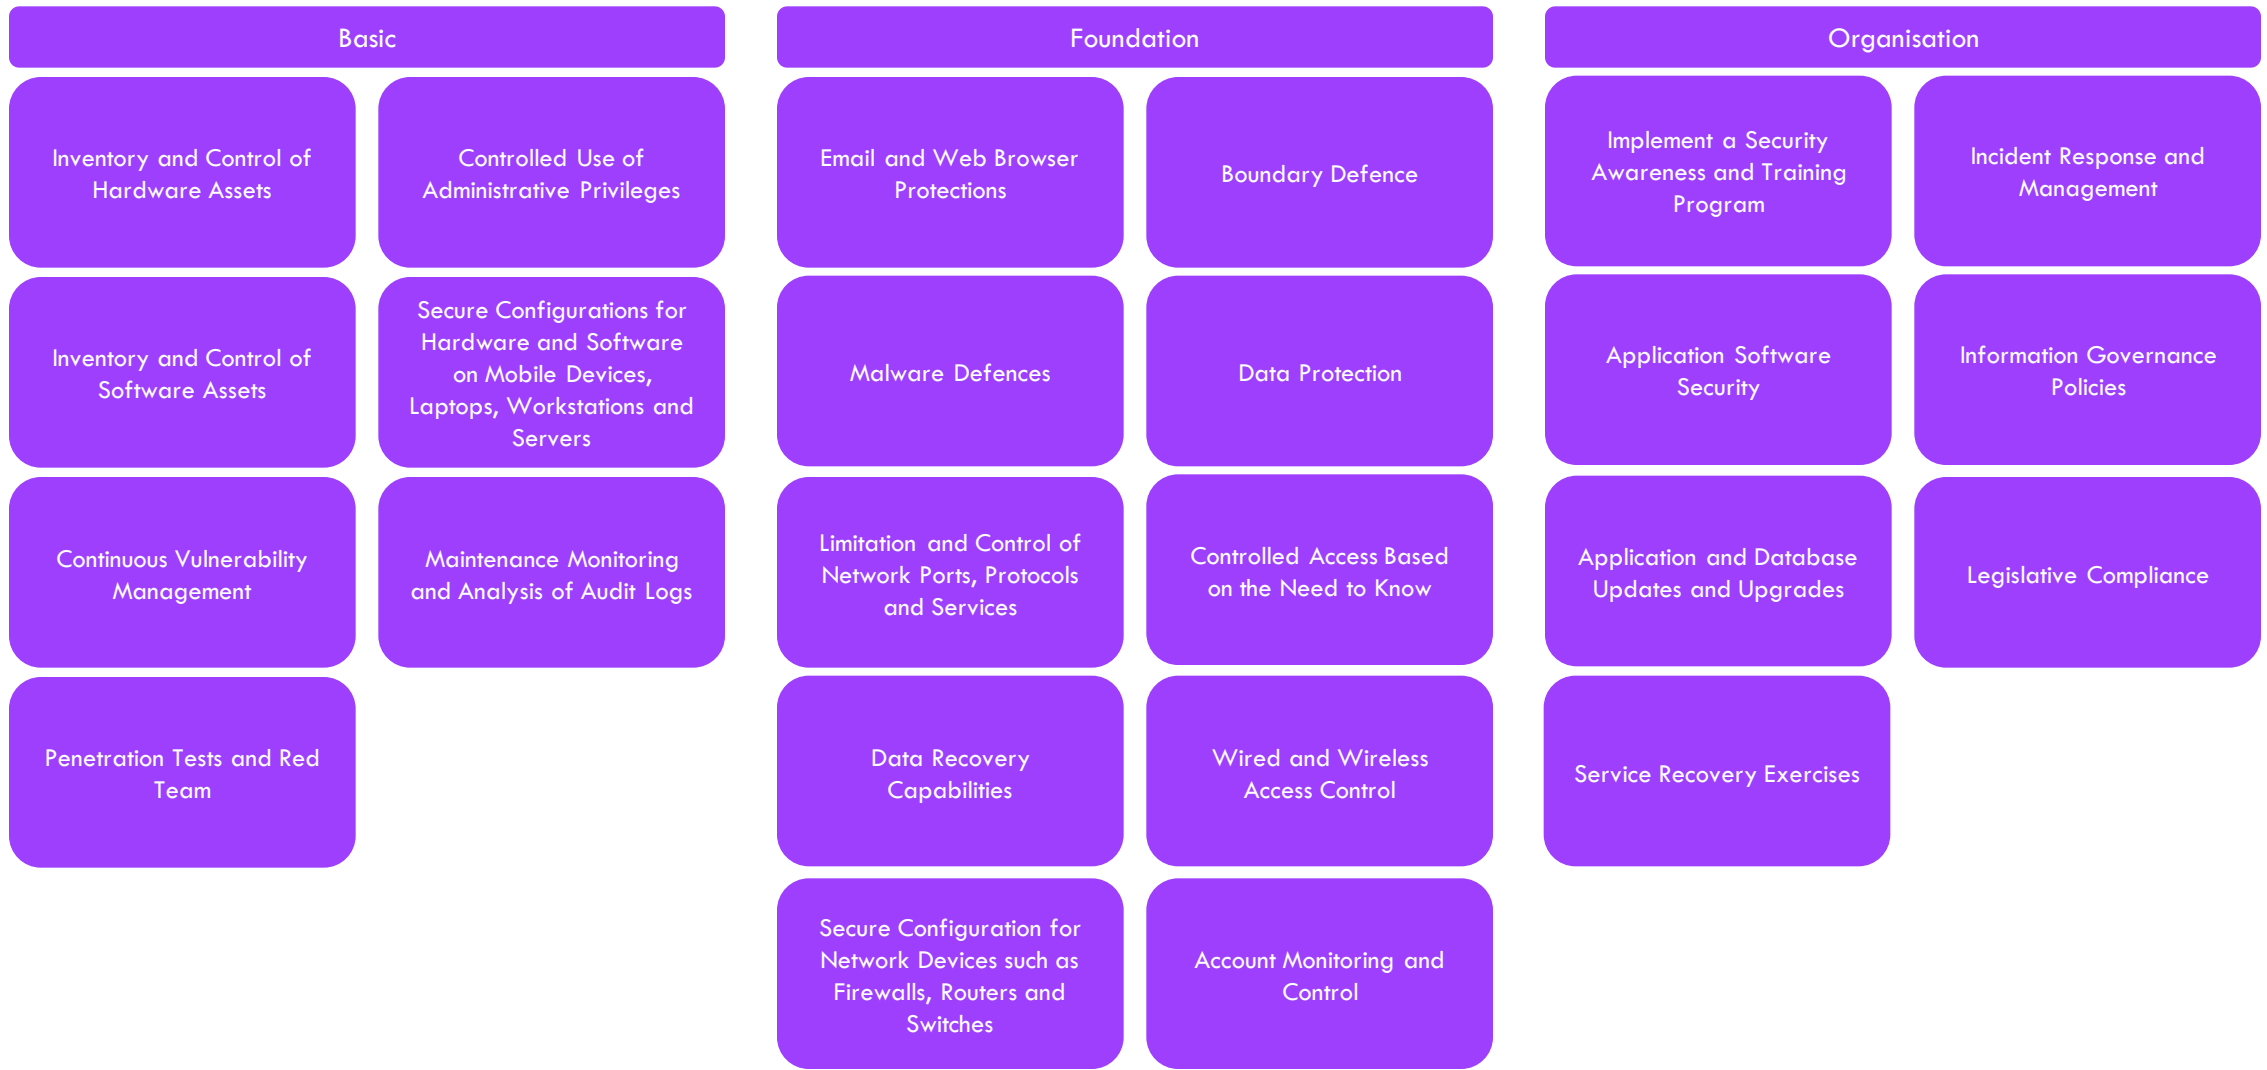 Basic
Inventory and Control of
Hardware Assets
Controlled Use of
Administrative Privileges
Inventory and Control of
Software Assets
Secure Configurations for
Hardware and Software
on Mobile Devices,
Laptops, Workstations and
Servers
Continuous Vulnerability
Management
Maintenance Monitoring
and Analysis of Audit Logs
Penetration Tests and Red
Team
Foundation
Email and Web Browser
Protections
Boundary Defence
Malware Defences
Data Protection
Limitation and Control of
Network Ports, Protocols
and Services
Controlled Access Based
on the Need to Know
Data Recovery
Capabilities
Wired and Wireless
Access Control
Secure Configuration for
Network Devices such as
Firewalls, Routers and
Switches
Account Monitoring and
Control
Organisation
Implement a Security
Awareness and Training
Program
Incident Response and
Management
Application Software
Security
Information Governance
Policies
Application and Database
Updates and Upgrades
Legislative Compliance
Service Recovery Exercises